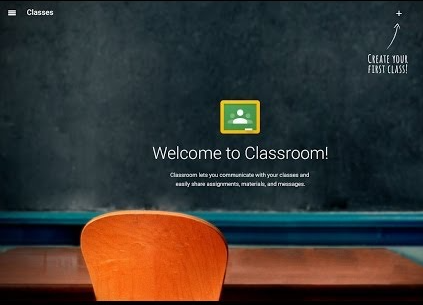 Classes
+
Create your
first class!
Welcome to Classroom!
Classroom lets you communicate with your classes and
easily share assignments, materials, and messages.